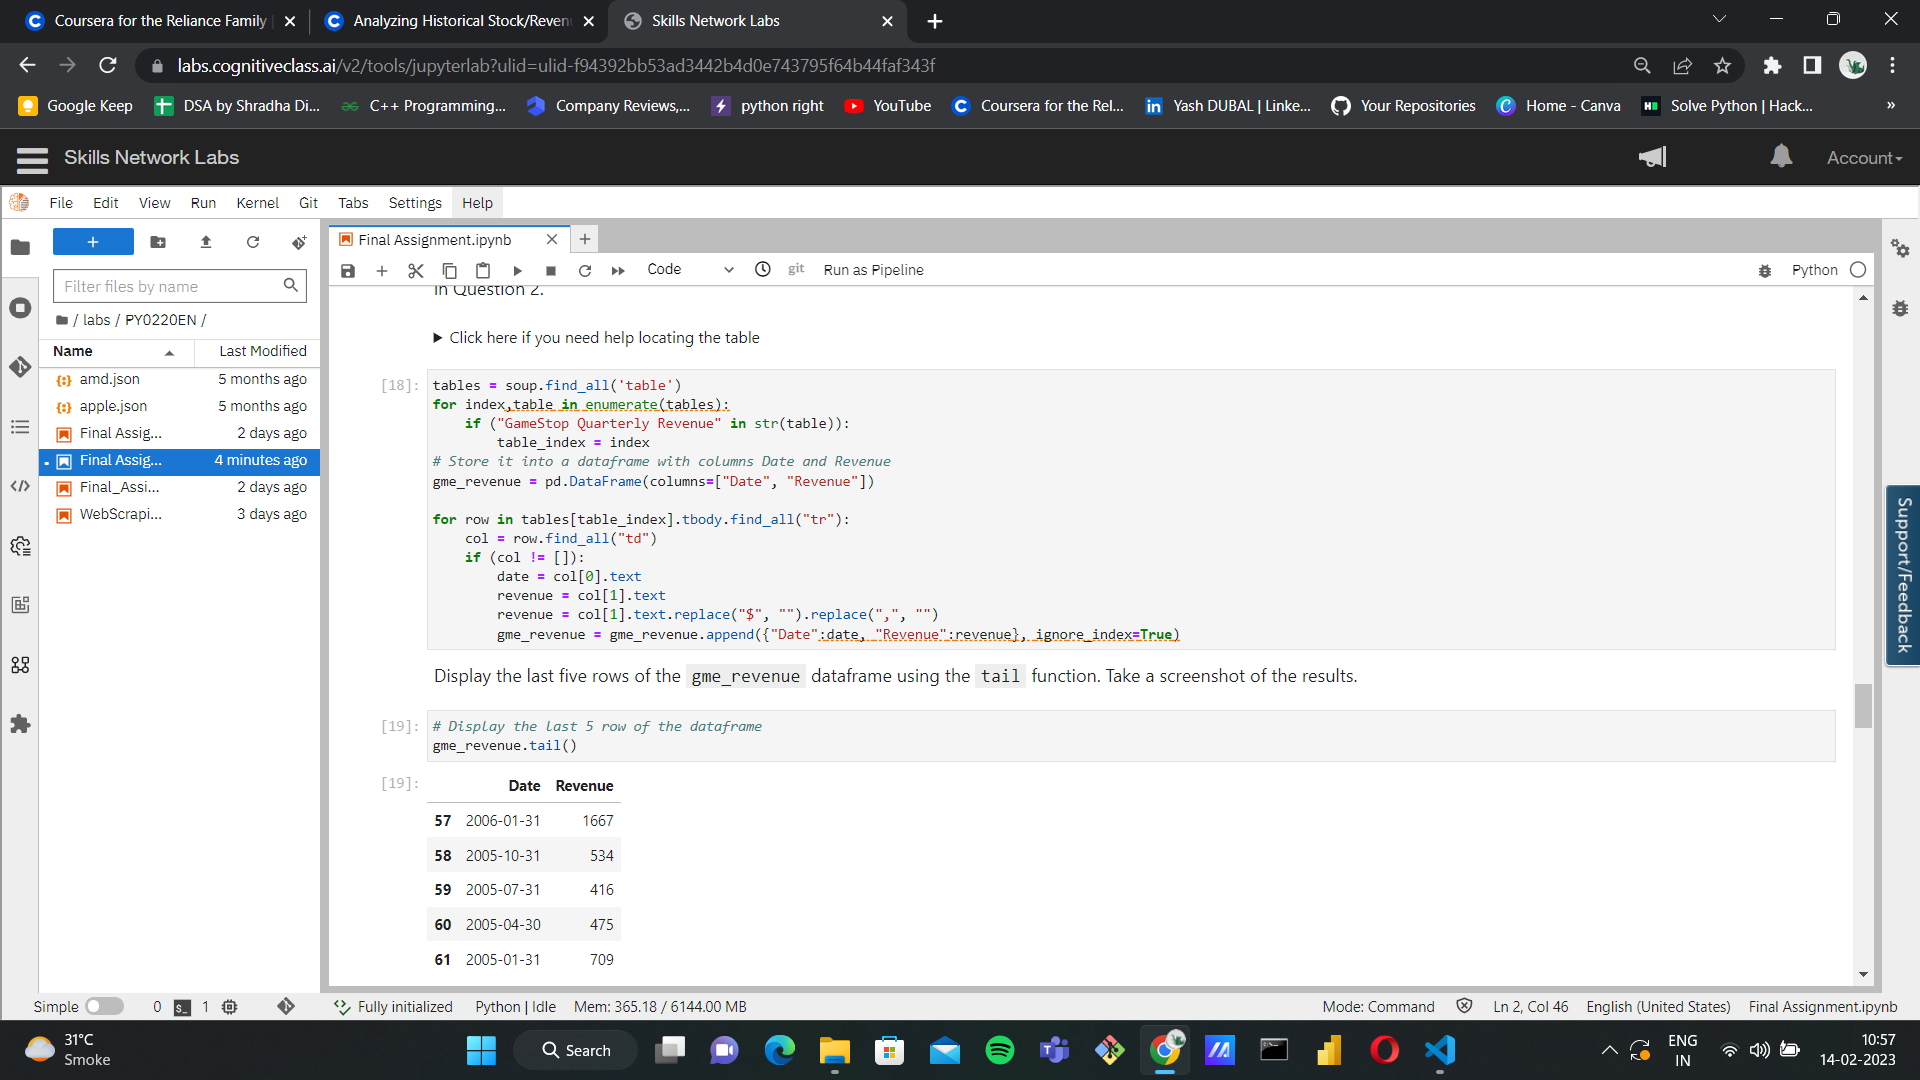 Coursera for the Reliance Family
Analyzing Historical Stock/Reven
Skills Network Labs
labs.cognitiveclass.ai/v2/tools/jupyterlab?ulid=ulid-f94392bb53ad3442b4d0e743795f64b44faf343f
Google Keep
DSA by Shradha Di...
C++ Programming...
Company Reviews,...
python right
YouTube
Coursera for the Rel...
Yash DUBAL | Linke...
Your Repositories
Home - Canva
Solve Python | Hack...
»
Skills Network Labs
Account
File Edit View Run Kernel Git Tabs Settings Help
Final Assignment.ipynb
Code
git
Run as Pipeline
Python
Filter files by name
/ labs / PY0220EN /
Name Last Modified
amd.json 5 months ago
apple.json 5 months ago
Final Assig... 2 days ago
Final Assig... 4 minutes ago
Final_Assi... 2 days ago
WebScrapi... 3 days ago
in Question 2.
Click here if you need help locating the table
[18]:
tables = soup.find_all('table')
for index,table in enumerate(tables):
    if ("GameStop Quarterly Revenue" in str(table)):
        table_index = index
# Store it into a dataframe with columns Date and Revenue
gme_revenue = pd.DataFrame(columns=["Date", "Revenue"])
for row in tables[table_index].tbody.find_all("tr"):
    col = row.find_all("td")
    if (col != []):
        date = col[0].text
        revenue = col[1].text
        revenue = col[1].text.replace("$", "").replace(",", "")
        gme_revenue = gme_revenue.append({"Date":date, "Revenue":revenue}, ignore_index=True)
Display the last five rows of the gme_revenue dataframe using the tail function. Take a screenshot of the results.
[19]:
# Display the last 5 row of the dataframe
gme_revenue.tail()
[19]:
Date Revenue
57 2006-01-31 1667
58 2005-10-31 534
59 2005-07-31 416
60 2005-04-30 475
61 2005-01-31 709
Support/Feedback
Simple
0
1
Fully initialized
Python | Idle
Mem: 365.18 / 6144.00 MB
Mode: Command
Ln 2, Col 46
English (United States)
Final Assignment.ipynb
31°C
Smoke
Search
ENG
IN
10:57
14-02-2023